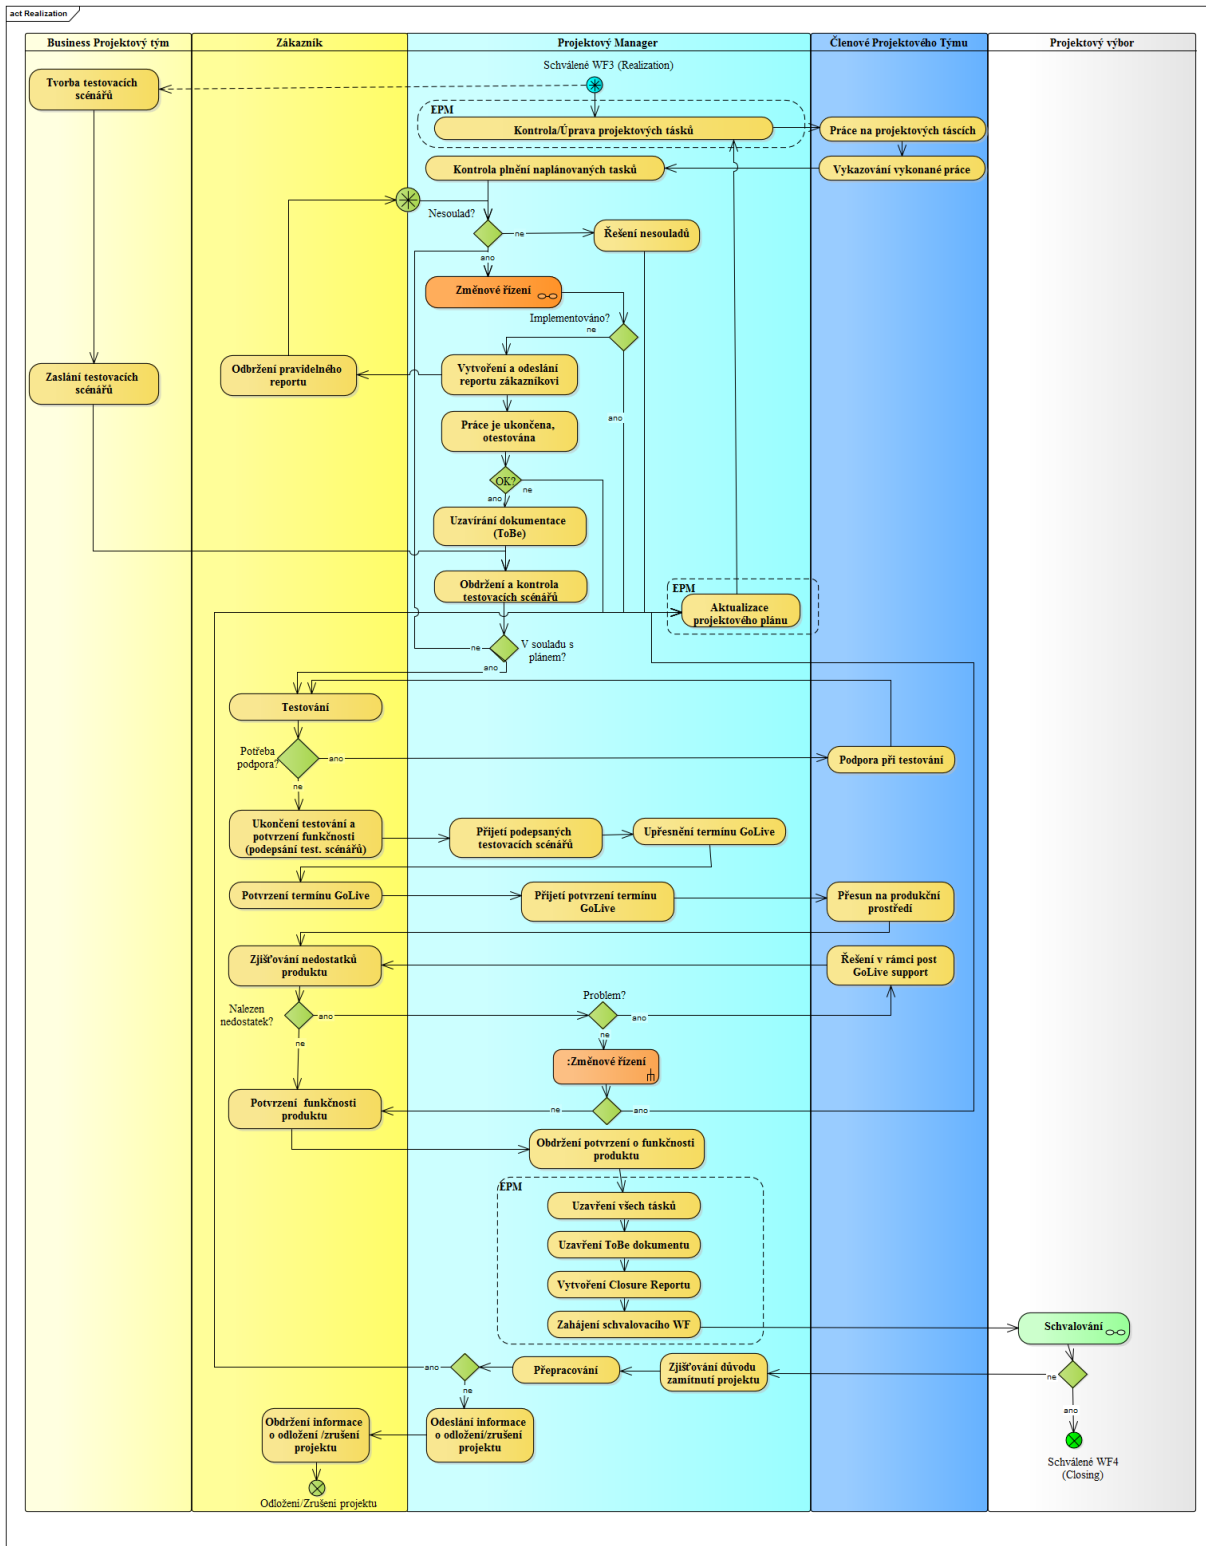 act Realization
Business Projektový tým
Zákazník
Projektový Manager
Členové Projektového Týmu
Projektový výbor
Schválené WF3 (Realization)
Tvorba testovacích
scénářů
EPM
Kontrola/Úprava projektových tásků
Práce na projektových táscích
Kontrola plnění naplánovaných tasků
Vykazování vykonané práce
Nesoulad?
ne
Řešení nesouladů
ano
Změnové řízení
Implementováno?
ne
Odbržení pravidelného
reportu
Vytvoření a odeslání
reportu zákazníkovi
Zaslání testovacích
scénářů
ano
Práce je ukončena,
otestována
OK?
ne
ano
Uzavírání dokumentace
(ToBe)
Obdržení a kontrola
testovacích scénářů
EPM
Aktualizace
projektového plánu
ne
V souladu s
plánem?
ano
Testování
Potřeba
podpora?
ano
Podpora při testování
ne
Ukončení testování a
potvrzení funkčnosti
(podepsání test. scénářů)
Přijetí podepsaných
testovacích scénářů
Upřesnění termínu GoLive
Potvrzení termínu GoLive
Přijetí potvrzení termínu
GoLive
Přesun na produkční
prostředí
Zjišťování nedostatků
produktu
Řešení v rámci post
GoLive support
Nalezen
nedostatek?
ano
Problem?
ano
ne
ne
:Změnové řízení
Potvrzení  funkčnosti
produktu
ne
ano
Obdržení potvrzení o funkčnosti
produktu
EPM
Uzavření všech tásků
Uzavření ToBe dokumentu
Vytvoření Closure Reportu
Zahájení schvalovacího WF
Schvalování
ano
Přepracování
Zjišťování důvodu
zamítnutí projektu
ne
ne
ano
Obdržení informace
o odložení /zrušení
projektu
Odeslání informace
o odložení/zrušení
projektu
Schválené WF4
(Closing)
Odložení/Zrušení projektu